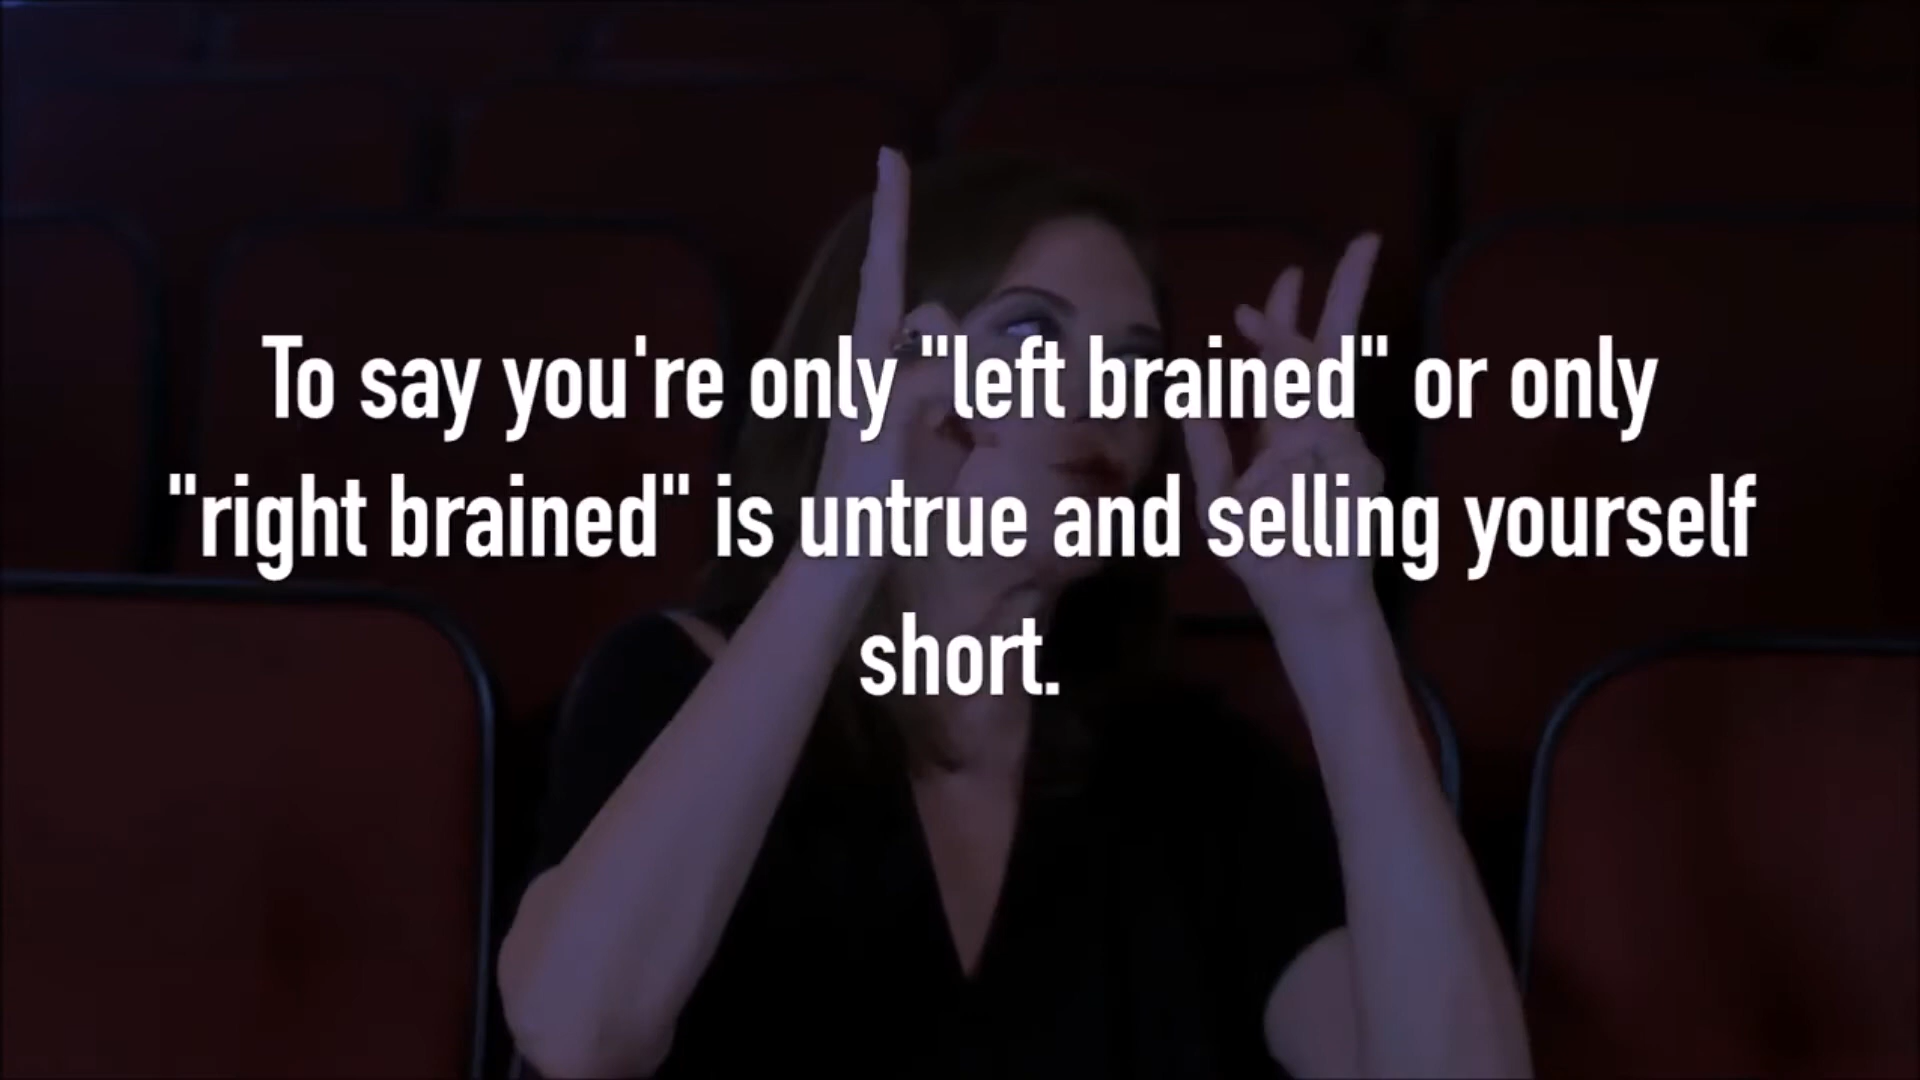 To say you're only "left brained" or only
"right brained" is untrue and selling yourself
short.